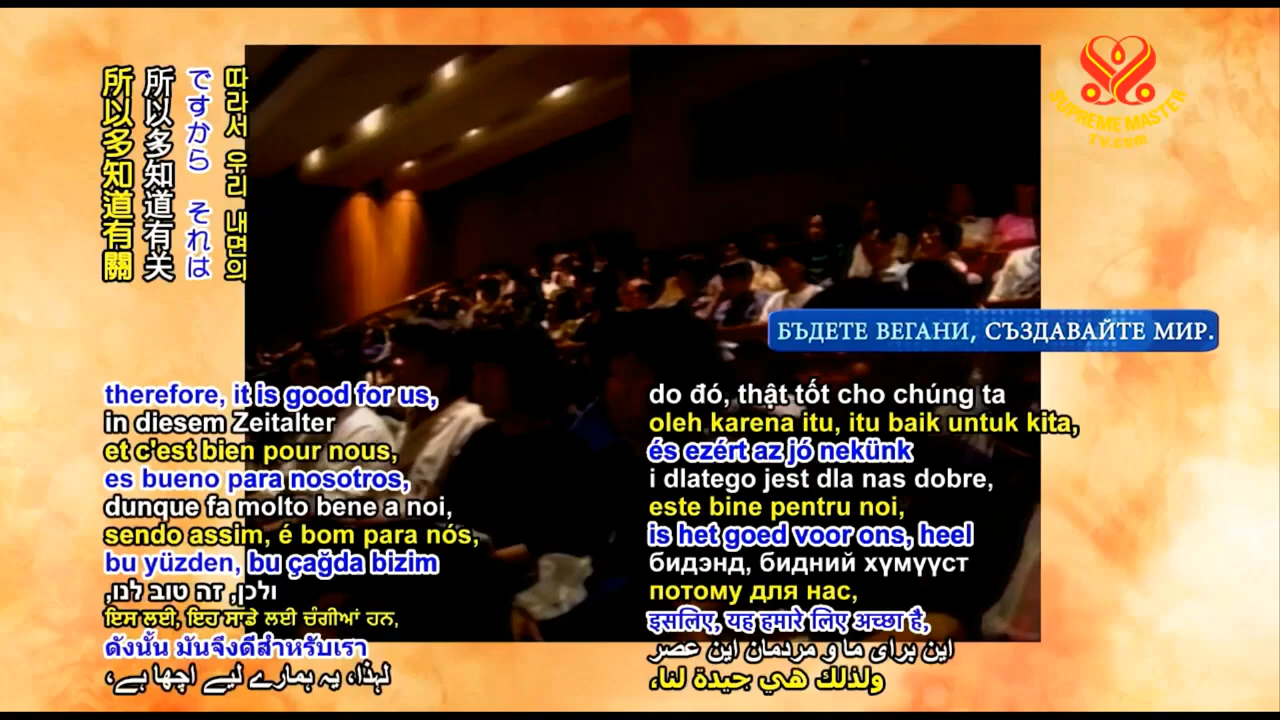 所以多知道有關
所以多知道有关
ですから それは
따라서 우리 내면의
SUPREME MASTER
TV.com
БЪДЕТЕ ВЕГАНИ, СЪЗДАВАЙТЕ МИР.
therefore, it is good for us,
in diesem Zeitalter
et c'est bien pour nous,
es bueno para nosotros,
dunque fa molto bene a noi,
sendo assim, é bom para nós,
bu yüzden, bu çağda bizim
ולכן, זה טוב לנו,
ਇਸ ਲਈ, ਇਹ ਸਾਡੇ ਲਈ ਚੰਗੀਆਂ ਹਨ,
ดังนั้น มันจึงดีสำหรับเรา
لہذا، یہ ہمارے لیے اچھا ہے،
do đó, thật tốt cho chúng ta
oleh karena itu, itu baik untuk kita,
és ezért az jó nekünk
i dlatego jest dla nas dobre,
este bine pentru noi,
is het goed voor ons, heel
бидэнд, бидний хүмүүст
потому для нас,
इसलिए, यह हमारे लिए अच्छा है,
این برای ما و مردمان این عصر
ولذلك هي جيدة لنا،